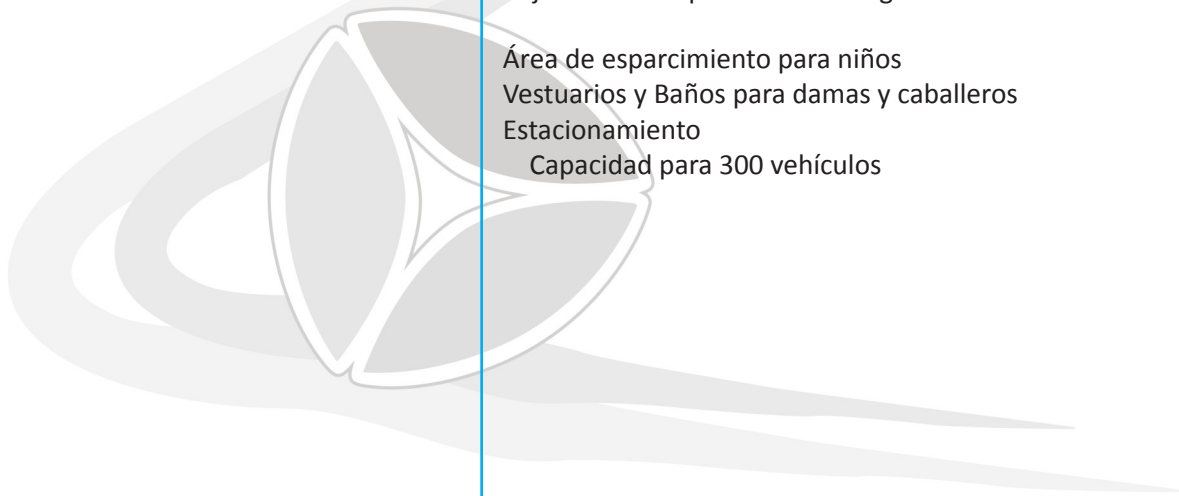 Área de esparcimiento para niños
Vestuarios y Baños para damas y caballeros
Estacionamiento
Capacidad para 300 vehículos